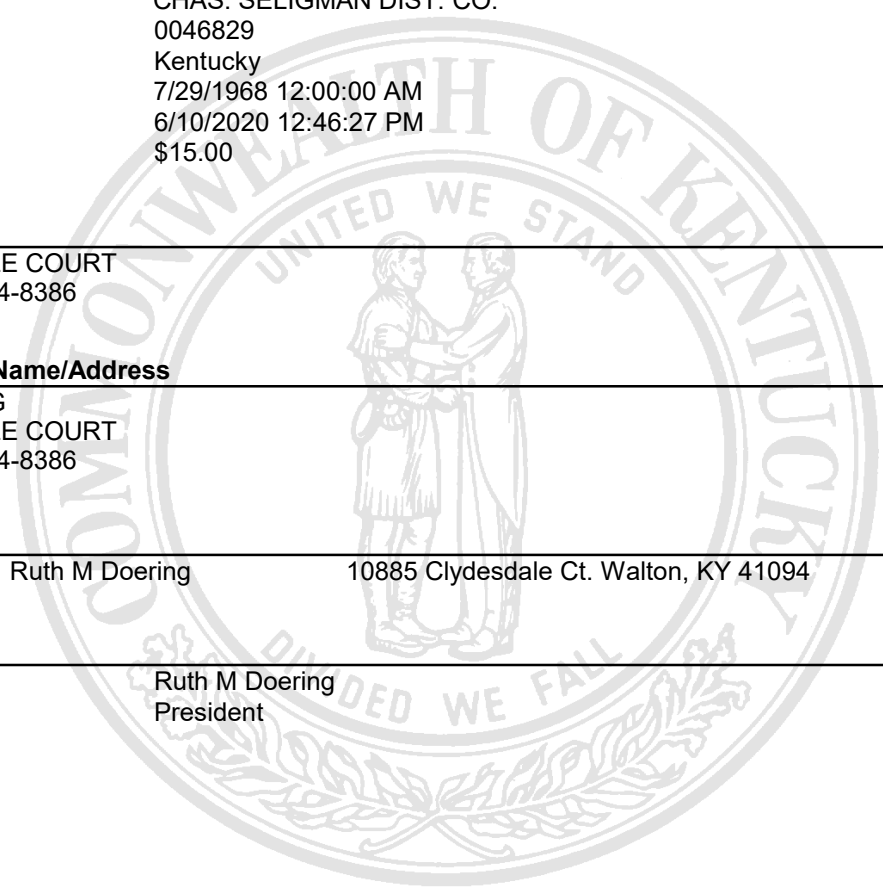 CHAS. SELIGMAN DIST. CO.
0046829
Kentucky
7/29/1968 12:00:00 AM
6/10/2020 12:46:27 PM
$15.00
COMMONWEALTH OF KENTUCKY
UNITED WE STAND
E COURT
4-8386
Name/Address
G
E COURT
4-8386
Ruth M Doering 10885 Clydesdale Ct. Walton, KY 41094
Ruth M Doering
President
DIVIDED WE FALL